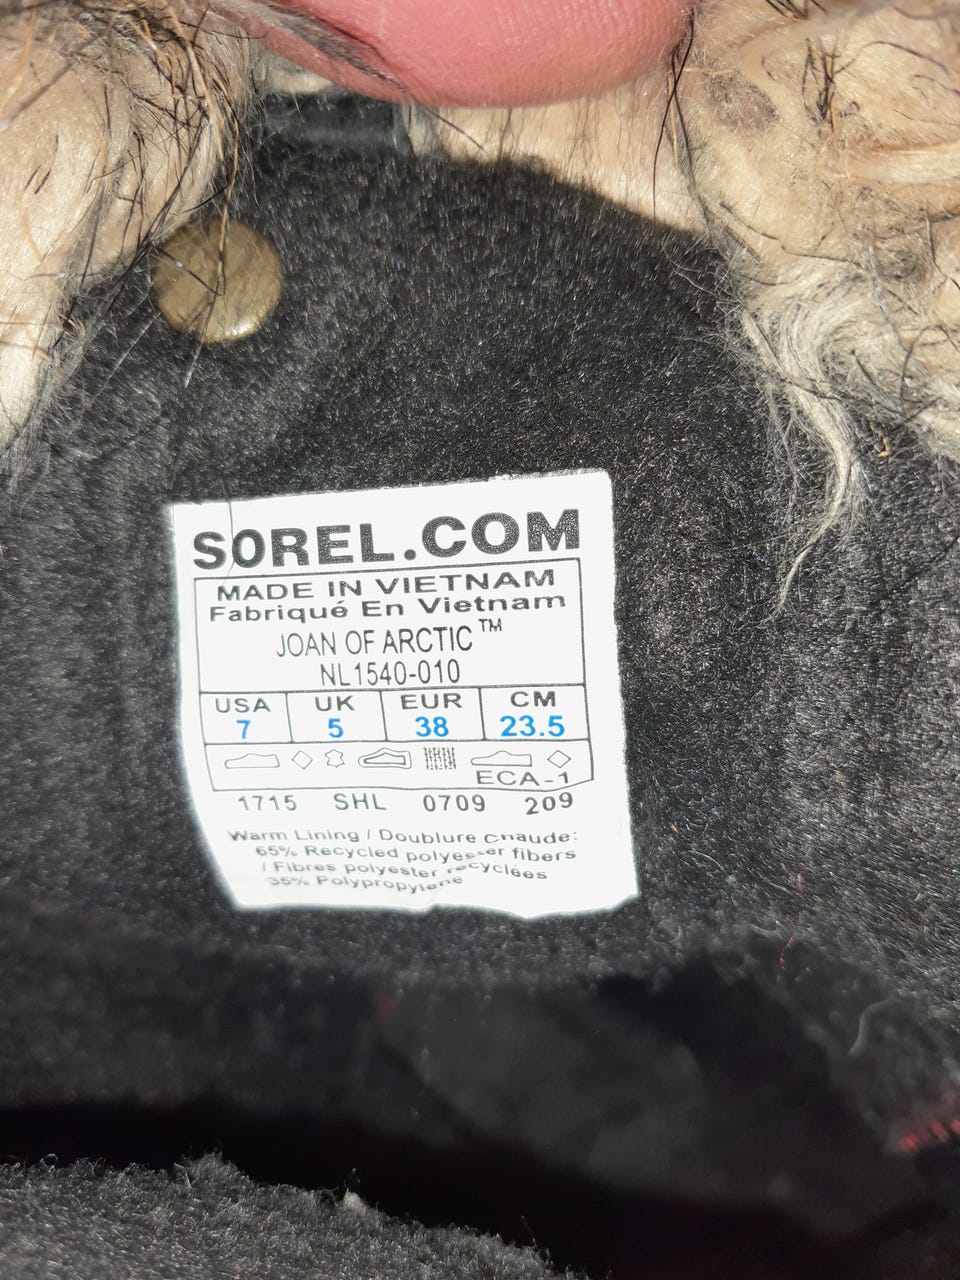 SOREL.COM
MADE IN VIETNAM
Fabriqué En Vietnam
JOAN OF ARCTIC™
NL1540-010
USA UK EUR CM
7 5 38 23.5
ECA-1
1715 SHL 0709 209
Warm Lining / Doublure Chaude:
65% Recycled polyester fibers
/ Fibres polyester recyclées
35% Polypropylene